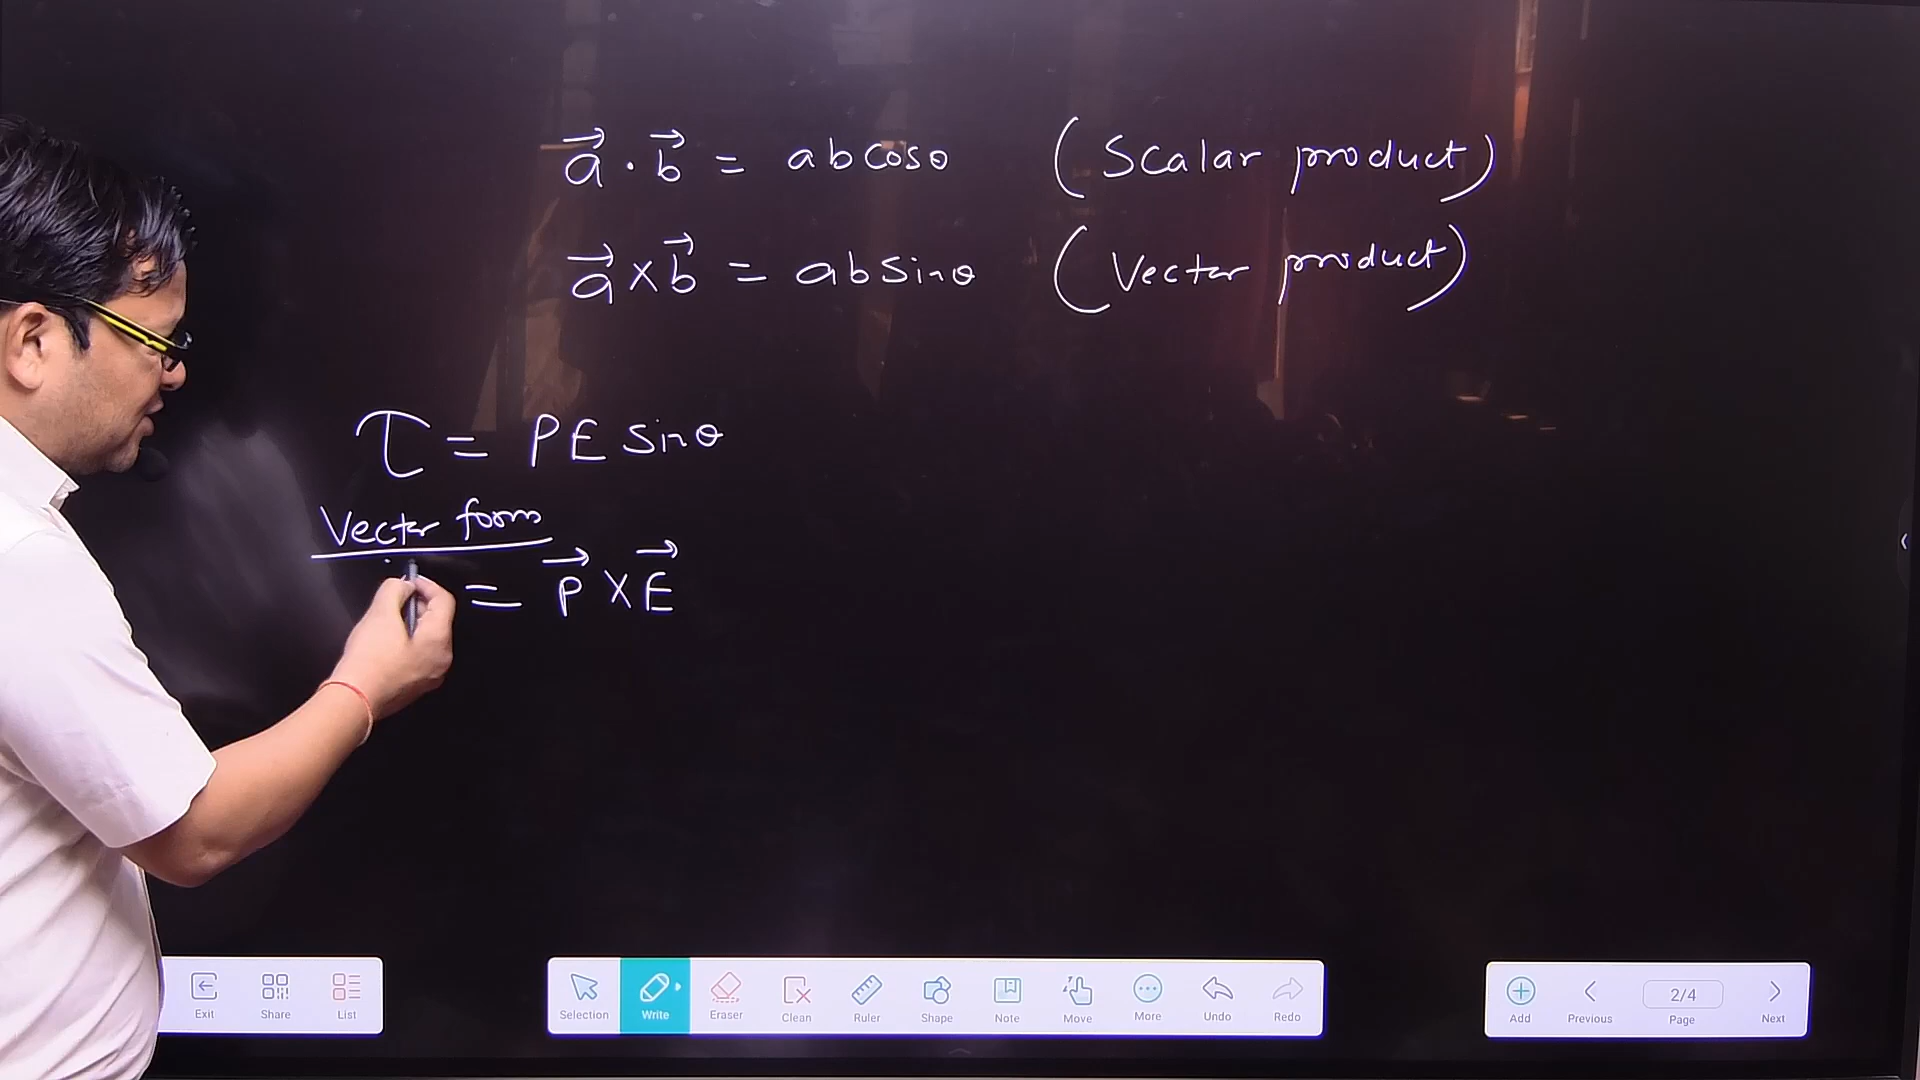 a⃗ · b⃗ = ab cosθ (Scalar product)
a⃗ × b⃗ = ab sinθ (Vector product)
τ = PE sinθ
Vector form
= P⃗ × E⃗
Exit Share List
Selection Write Eraser Clean Ruler Shape Note Move More Undo Redo
Add Previous 2/4 Page Next